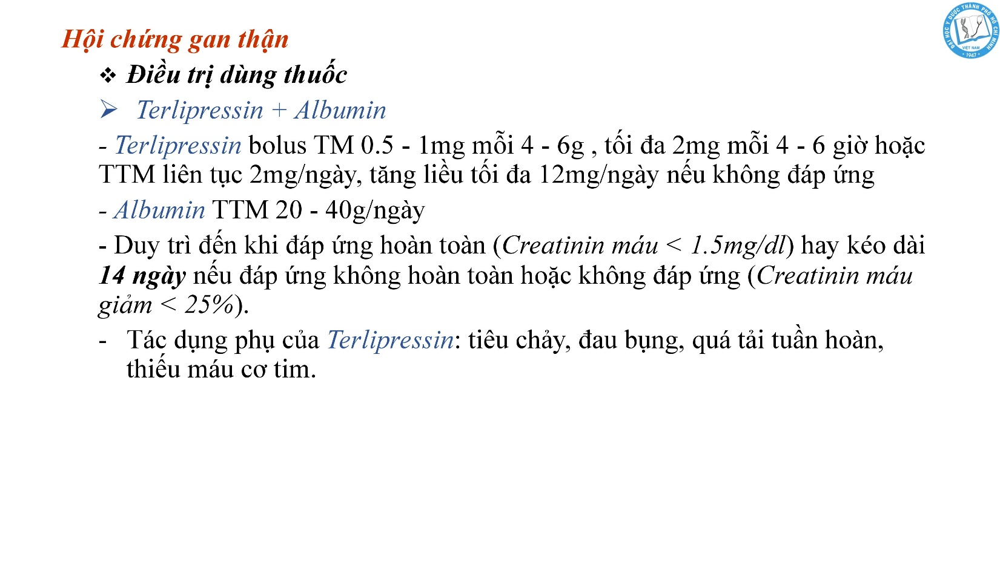 Hội chứng gan thận
❖ Điều trị dùng thuốc
➢ Terlipressin + Albumin
- Terlipressin bolus TM 0.5 - 1mg mỗi 4 - 6g , tối đa 2mg mỗi 4 - 6 giờ hoặc
TTM liên tục 2mg/ngày, tăng liều tối đa 12mg/ngày nếu không đáp ứng
- Albumin TTM 20 - 40g/ngày
- Duy trì đến khi đáp ứng hoàn toàn (Creatinin máu < 1.5mg/dl) hay kéo dài
14 ngày nếu đáp ứng không hoàn toàn hoặc không đáp ứng (Creatinin máu
giảm < 25%).
- Tác dụng phụ của Terlipressin: tiêu chảy, đau bụng, quá tải tuần hoàn,
thiếu máu cơ tim.
ĐẠI HỌC Y DƯỢC THÀNH PHỐ HỒ CHÍ MINH
VIỆT NAM
1947